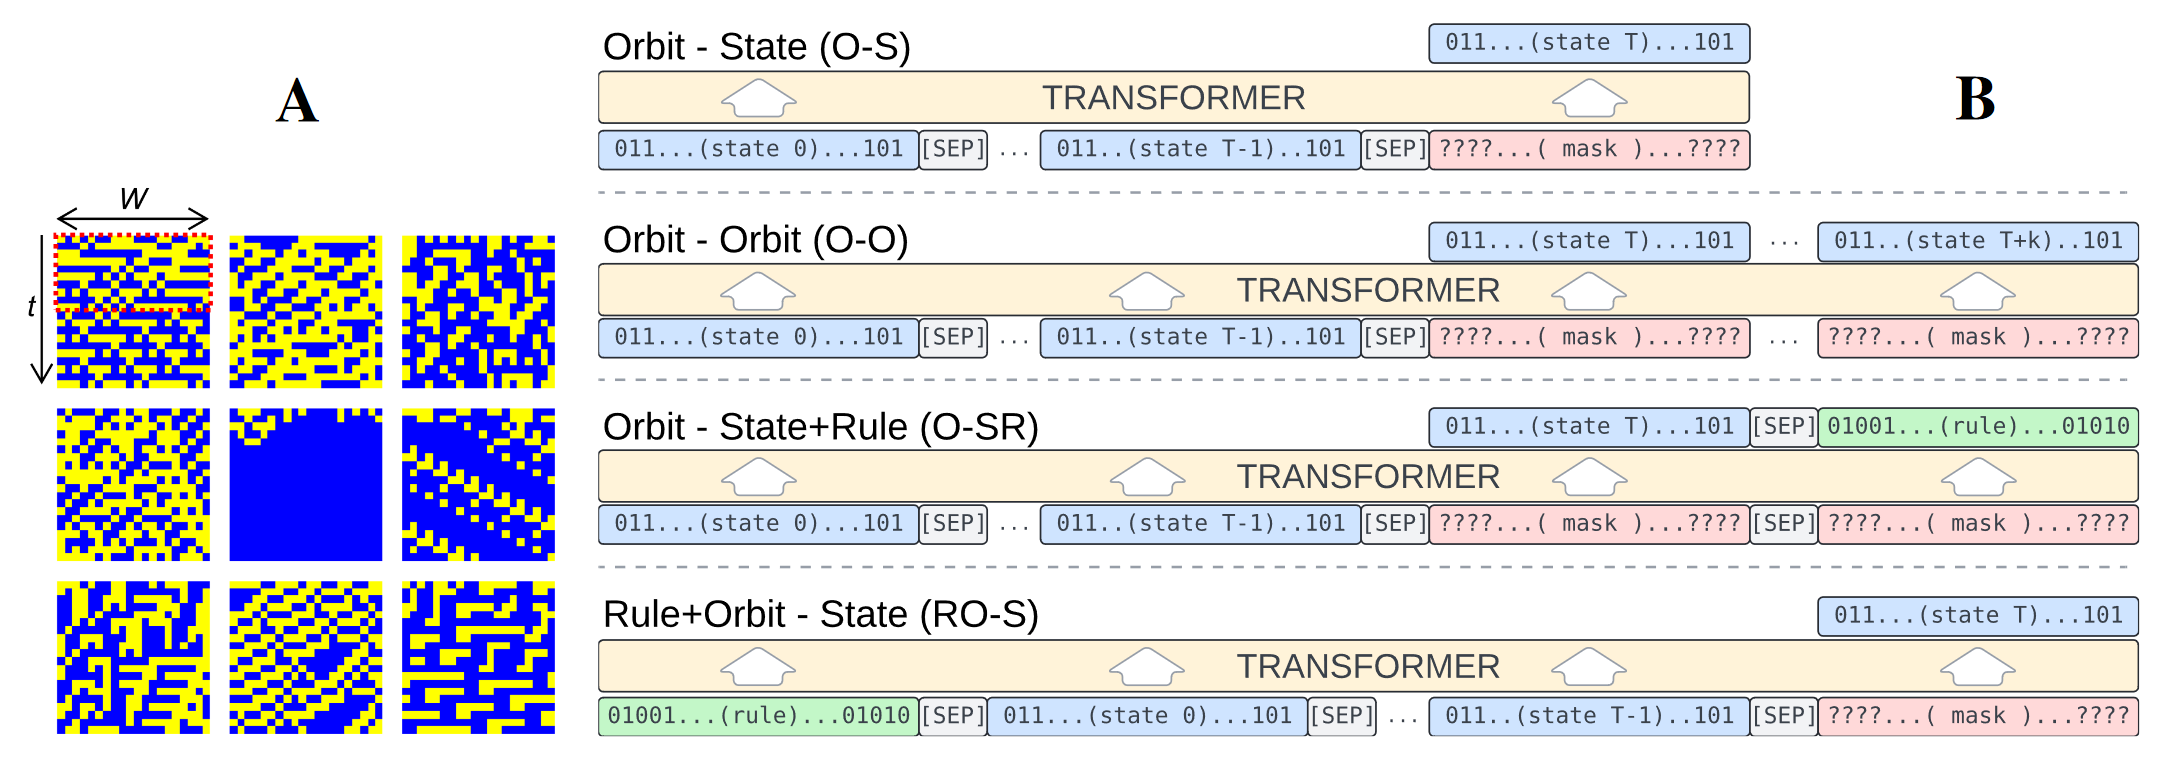 A
W
t
B
Orbit - State (O-S)
011...(state T)...101
TRANSFORMER
011...(state 0)...101 [SEP] ... 011..(state T-1)..101 [SEP] ????...( mask )...????
Orbit - Orbit (O-O)
011...(state T)...101 ... 011..(state T+k)..101
TRANSFORMER
011...(state 0)...101 [SEP] ... 011..(state T-1)..101 [SEP] ????...( mask )...???? ... ????...( mask )...????
Orbit - State+Rule (O-SR)
011...(state T)...101 [SEP] 01001...(rule)...01010
TRANSFORMER
011...(state 0)...101 [SEP] ... 011..(state T-1)..101 [SEP] ????...( mask )...???? [SEP] ????...( mask )...????
Rule+Orbit - State (RO-S)
011...(state T)...101
TRANSFORMER
01001...(rule)...01010 [SEP] 011...(state 0)...101 [SEP] ... 011..(state T-1)..101 [SEP] ????...( mask )...????